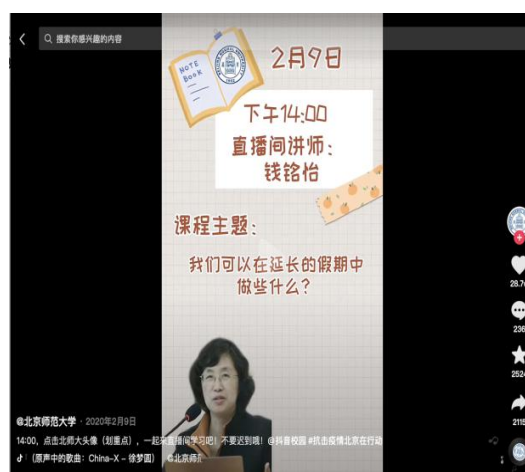 搜索你感兴趣的内容
NOTE
Book
2月9日
下午14:00
直播间讲师:
钱铭怡
课程主题:
我们可以在延长的假期中
做些什么?
@北京师范大学 · 2020年2月9日
14:00,点击北师大头像(划重点),一起来直播间学习吧!不要迟到哦!@抖音校园 #抗击疫情北京在行动
(原声中的歌曲: China-X - 徐梦圆) @北京师
236
2524
2115